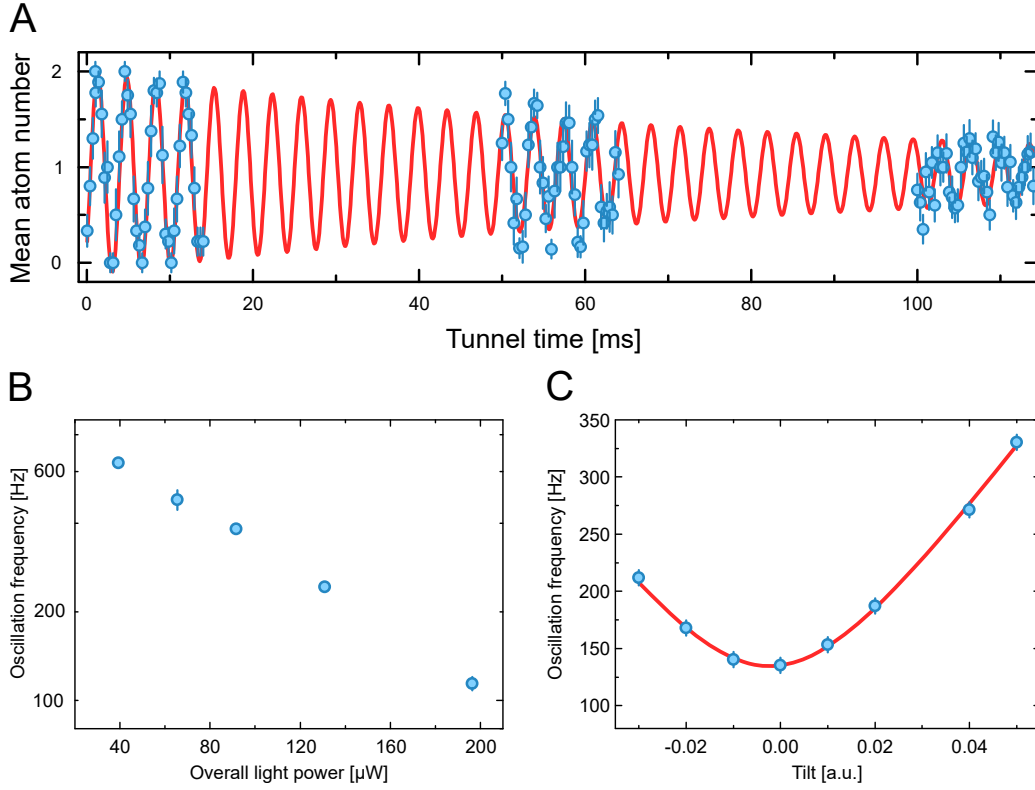 A
Mean atom number
2
1
0
0 20 40 60 80 100
Tunnel time [ms]
B
Oscillation frequency [Hz]
600
200
100
40 80 120 160 200
Overall light power [µW]
C
Oscillation frequency [Hz]
350
300
250
200
150
100
-0.02 0.00 0.02 0.04
Tilt [a.u.]